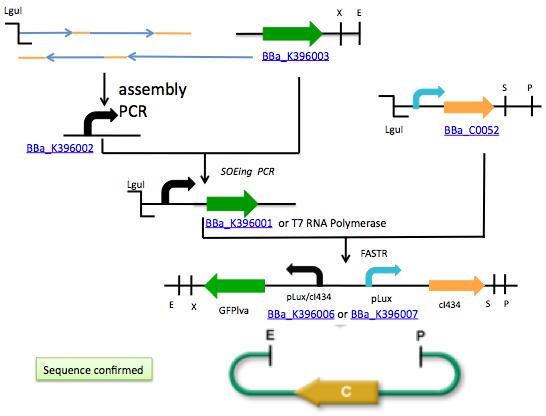 LguI
X E
BBa_K396003
assembly
PCR
BBa_K396002
S P
LguI
BBa_C0052
SOEing PCR
LguI
BBa_K396001 or T7 RNA Polymerase
FASTR
E X
GFPlva
pLux/cI434
pLux
cI434
S P
BBa_K396006 or BBa_K396007
E
P
Sequence confirmed
C